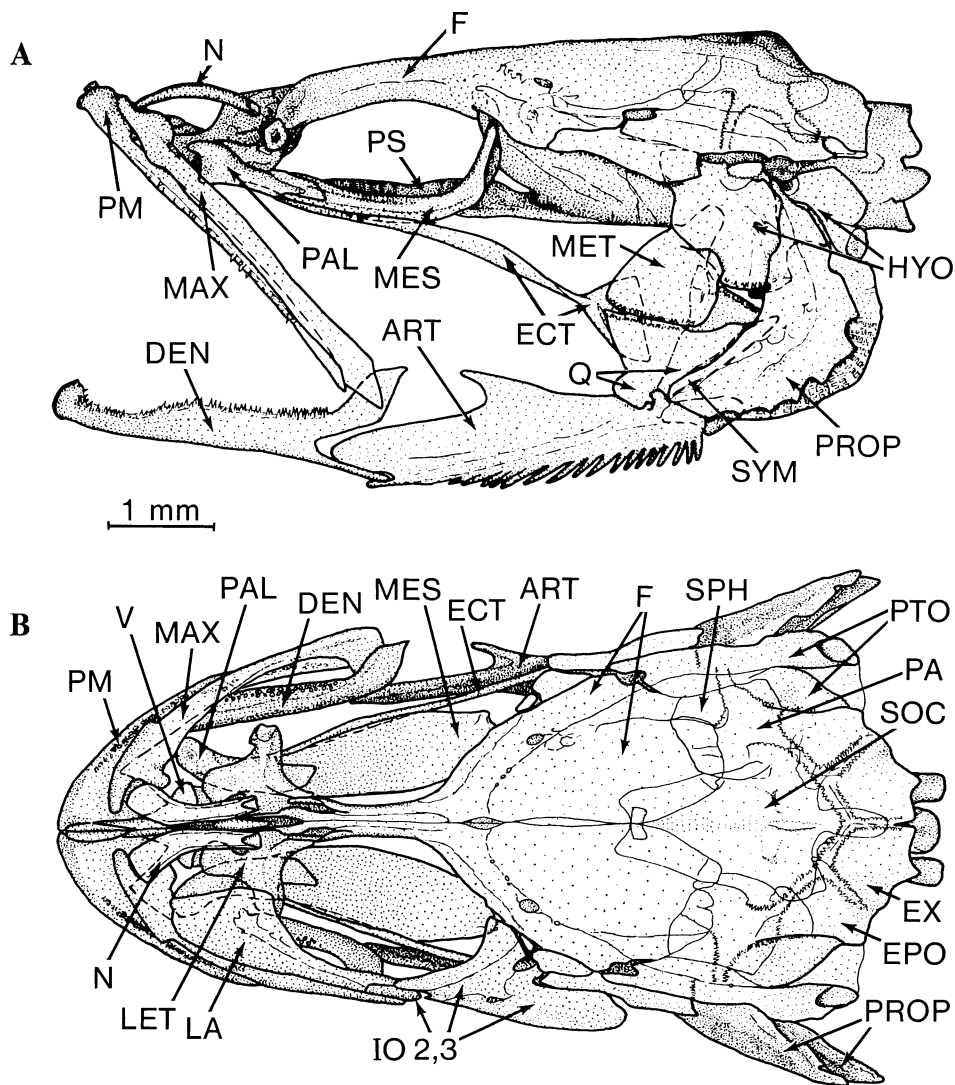 A
N
F
PS
PM
MAX
PAL
MES
MET
HYO
ECT
ART
DEN
Q
PROP
SYM
1 mm
B
V
PAL
MAX
DEN
MES
ECT
ART
F
SPH
PTO
PM
PA
SOC
N
LET
LA
IO 2,3
EX
EPO
PROP